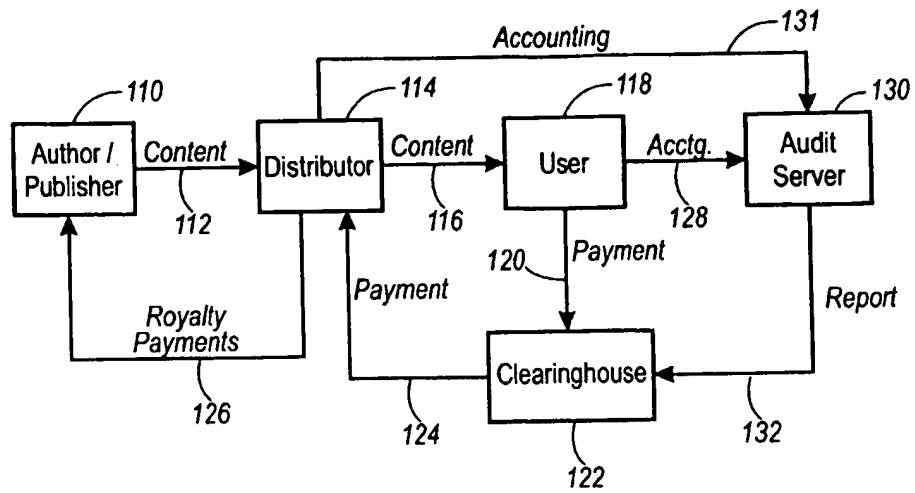 Accounting
131
110
114
118
130
Author /
Publisher
Content
112
Distributor
Content
116
User
Acctg.
128
Audit
Server
120
Payment
Payment
Report
Royalty
Payments
126
124
Clearinghouse
122
132